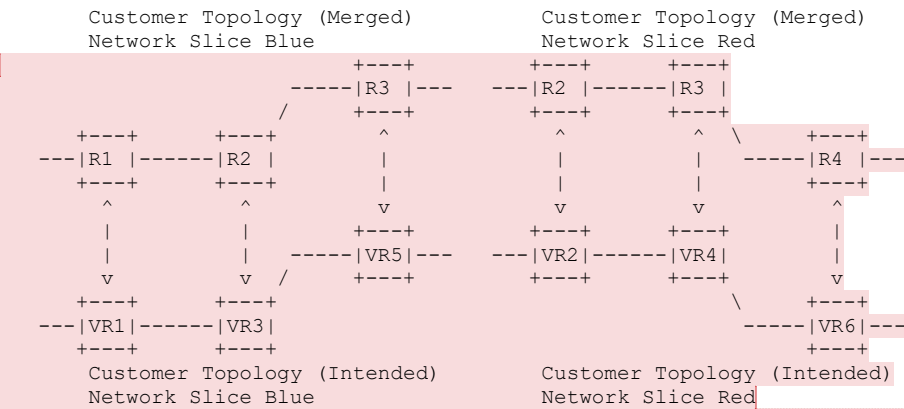 Customer Topology (Merged) Customer Topology (Merged)
Network Slice Blue Network Slice Red
+---+ +---+ +---+
-----|R3 |--- ---|R2 |------|R3 |
/ +---+ +---+ +---+
+---+ +---+ ^ ^ ^ \ +---+
---|R1 |------|R2 | | | | -----|R4 |---
+---+ +---+ | | | +---+
^ ^ v v v ^
| | +---+ +---+ +---+ |
| | -----|VR5|--- ---|VR2|------|VR4| |
v v / +---+ +---+ +---+ v
+---+ +---+ \ +---+
---|VR1|------|VR3| -----|VR6|---
+---+ +---+ +---+
Customer Topology (Intended) Customer Topology (Intended)
Network Slice Blue Network Slice Red